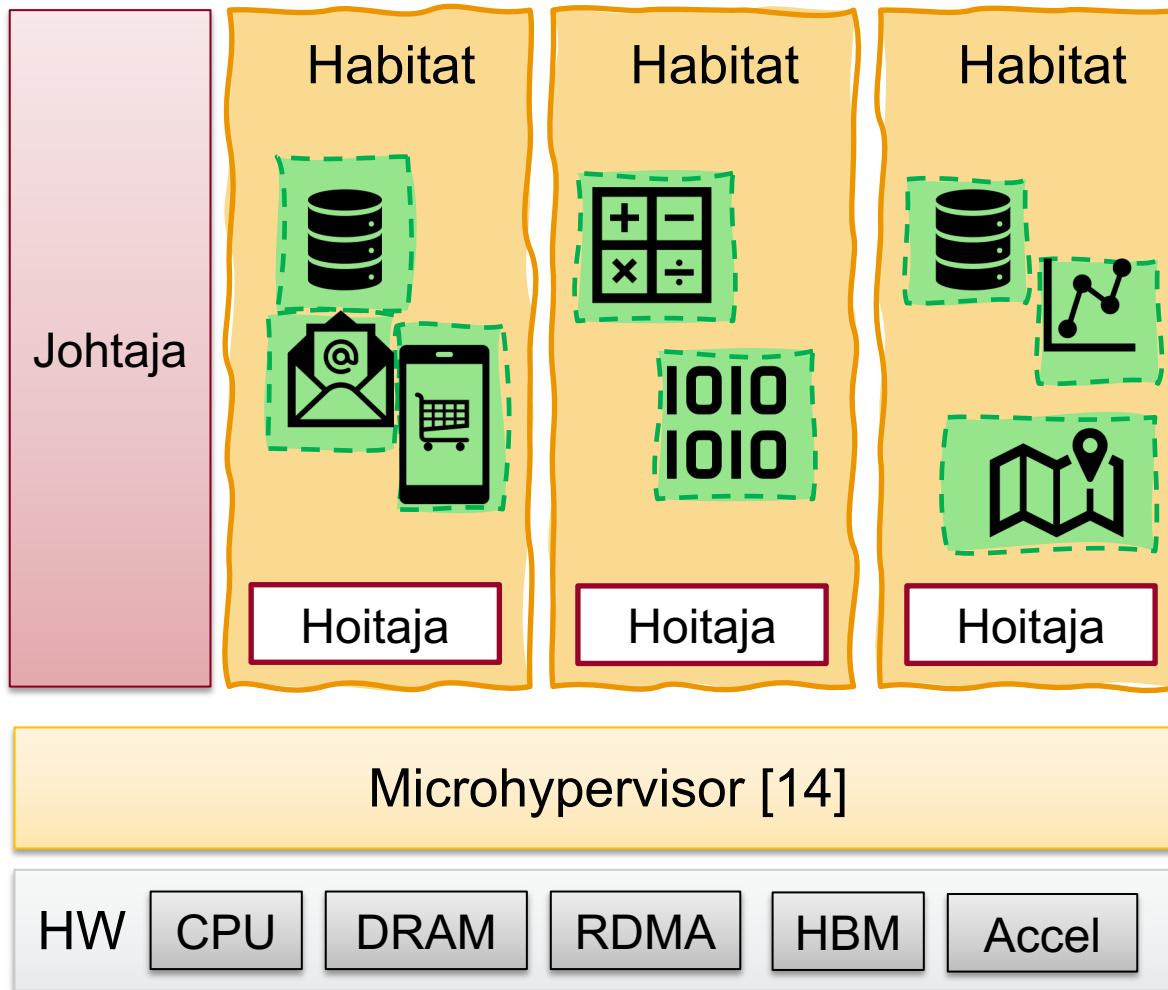 Habitat
Habitat
Habitat
Johtaja
@
1010
1010
Hoitaja
Hoitaja
Hoitaja
Microhypervisor [14]
HW
CPU
DRAM
RDMA
HBM
Accel